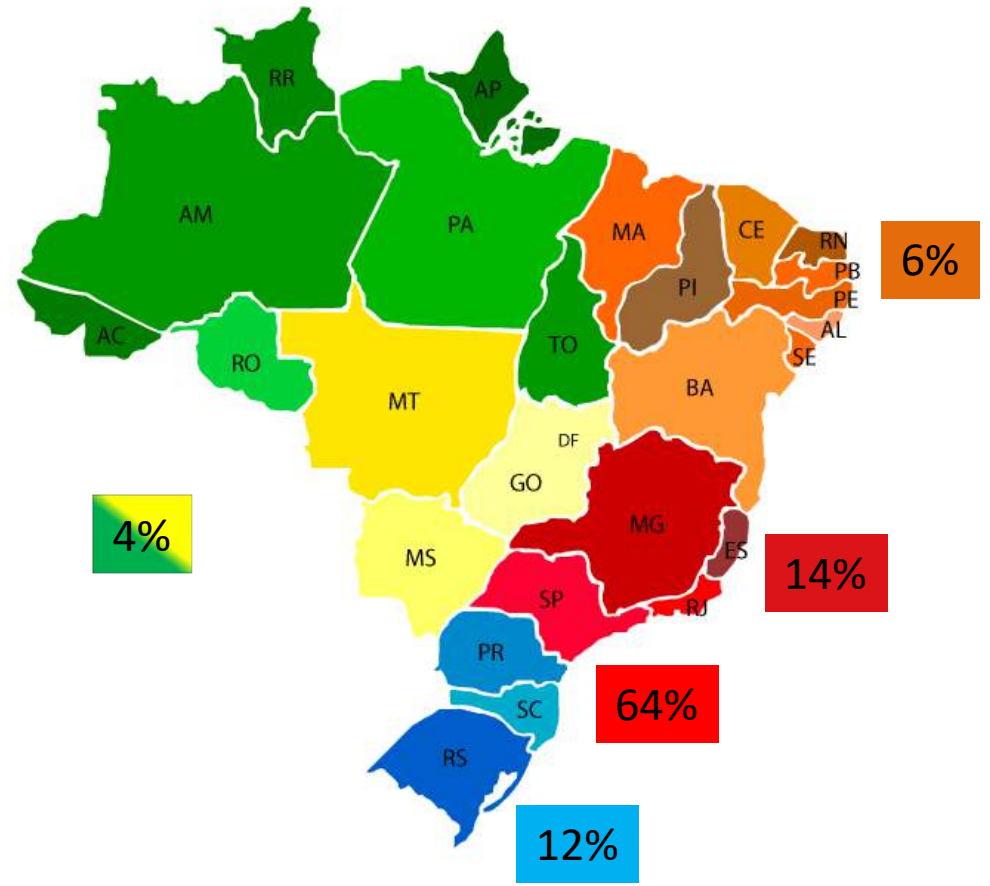 RR
AP
AM
PA
MA
CE
RN
6%
PB
PI
PE
AL
AC
TO
SE
RO
BA
MT
DF
GO
4%
MG
MS
ES
14%
SP
RJ
PR
64%
SC
RS
12%